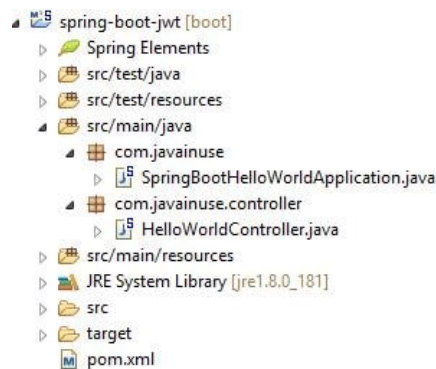 spring-boot-jwt [boot]
Spring Elements
src/test/java
src/test/resources
src/main/java
com.javainuse
SpringBootHelloWorldApplication.java
com.javainuse.controller
HelloWorldController.java
src/main/resources
JRE System Library [jre1.8.0_181]
src
target
pom.xml